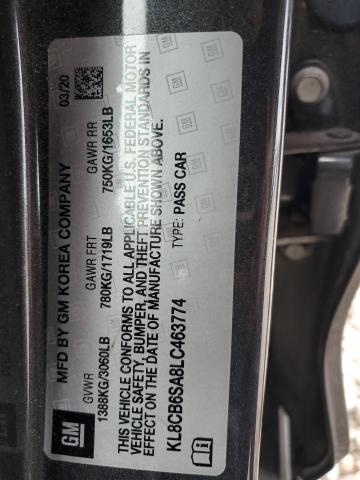 MFD BY GM KOREA COMPANY 03/20
GVWR GAWR FRT GAWR RR
1388KG/3060LB 780KG/1719LB 750KG/1653LB
THIS VEHICLE CONFORMS TO ALL APPLICABLE U.S. FEDERAL MOTOR
VEHICLE SAFETY, BUMPER, AND THEFT PREVENTION STANDARDS IN
EFFECT ON THE DATE OF MANUFACTURE SHOWN ABOVE.
TYPE: PASS CAR
KL8CB6SA8LC463774
GM